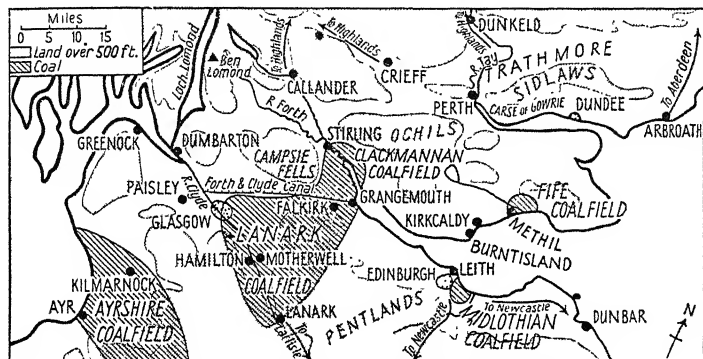 Miles
0 5 10 15
Land over 500 ft.
Coal
Loch Lomond
Ben Lomond
To Highlands
To Highlands
To Highlands
DUNKELD
R. Tay
TRATHMORE
SIDLAWS
CALLANDER
CRIEFF
PERTH
CARSE OF GOWRIE
DUNDEE
To Aberdeen
ARBROATH
R. Forth
GREENOCK
DUMBARTON
STIRLING
OCHILS
CAMPSIE
FELLS
CLACKMANNAN
COALFIELD
Forth & Clyde Canal
PAISLEY
R. Clyde
GRANGEMOUTH
FALKIRK
FIFE
COALFIELD
GLASGOW
LANARK
KIRKCALDY
METHIL
BURNTISLAND
HAMILTON
MOTHERWELL
COALFIELD
EDINBURGH
LEITH
KILMARNOCK
AYRSHIRE
COALFIELD
AYR
LANARK
To Carlisle
PENTLANDS
To Newcastle
To Newcastle
MIDLOTHIAN
COALFIELD
DUNBAR
N